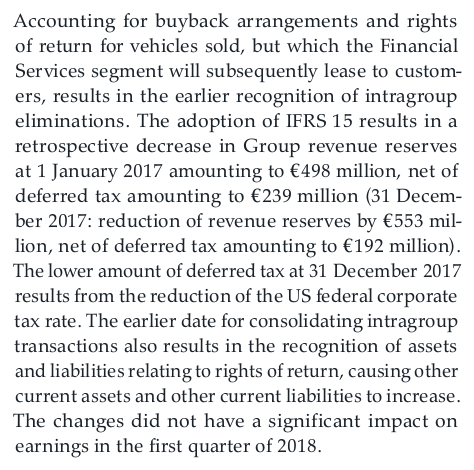 Accounting for buyback arrangements and rights
of return for vehicles sold, but which the Financial
Services segment will subsequently lease to custom-
ers, results in the earlier recognition of intragroup
eliminations. The adoption of IFRS 15 results in a
retrospective decrease in Group revenue reserves
at 1 January 2017 amounting to €498 million, net of
deferred tax amounting to €239 million (31 Decem-
ber 2017: reduction of revenue reserves by €553 mil-
lion, net of deferred tax amounting to €192 million).
The lower amount of deferred tax at 31 December 2017
results from the reduction of the US federal corporate
tax rate. The earlier date for consolidating intragroup
transactions also results in the recognition of assets
and liabilities relating to rights of return, causing other
current assets and other current liabilities to increase.
The changes did not have a significant impact on
earnings in the first quarter of 2018.